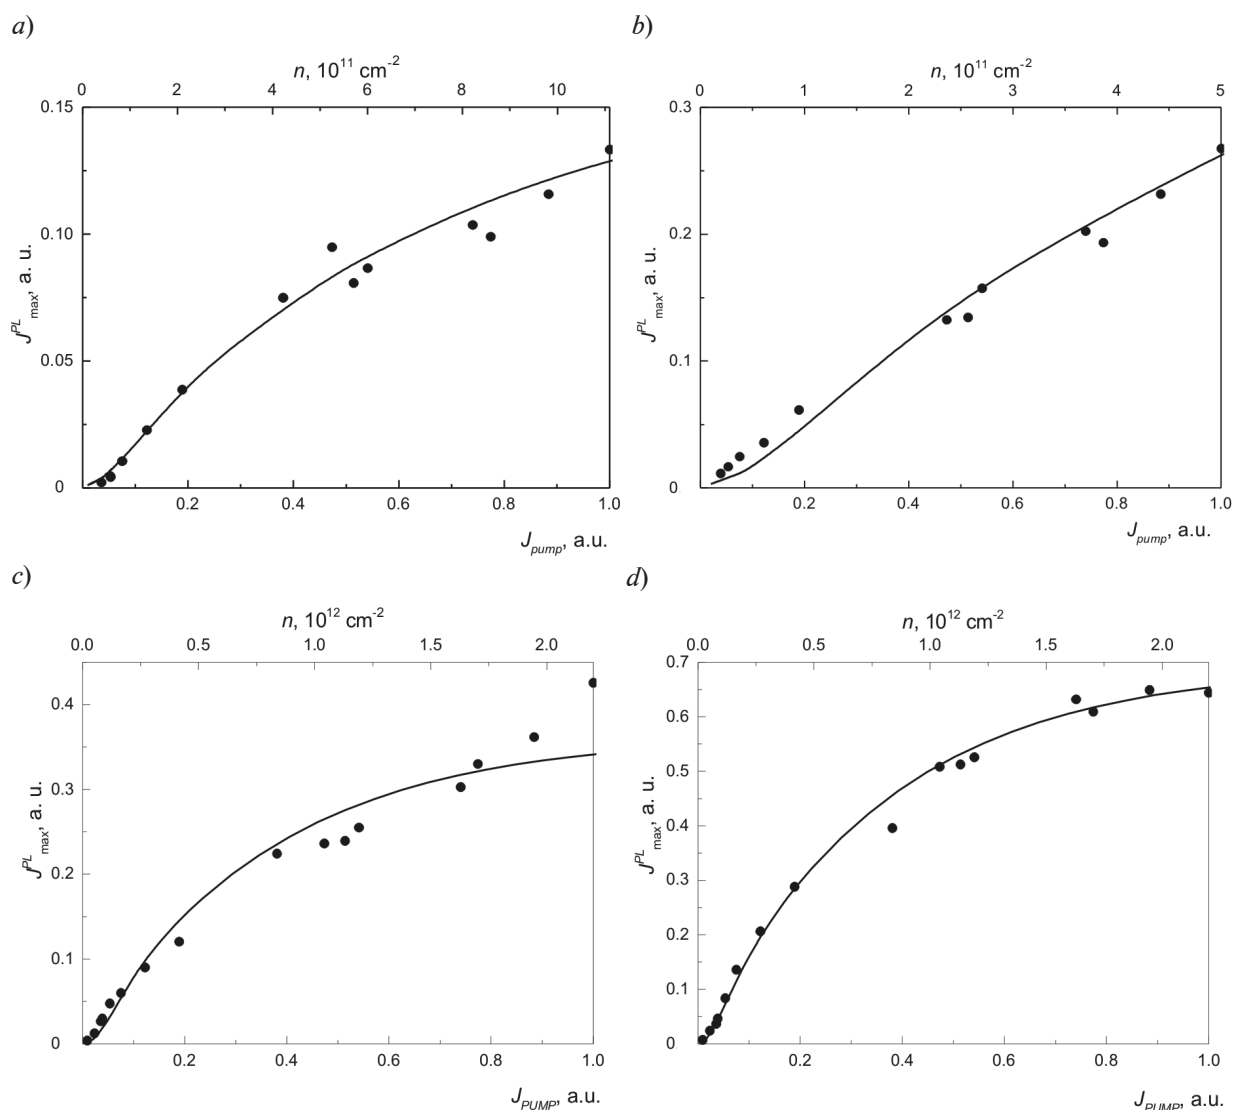 a)
n, 10^11 cm^-2
0 2 4 6 8 10
0.15
0.10
0.05
0
J^PL_max, a. u.
0.2 0.4 0.6 0.8 1.0
J_pump, a.u.
b)
n, 10^11 cm^-2
0 1 2 3 4 5
0.3
0.2
0.1
0
J^PL_max, a. u.
0.2 0.4 0.6 0.8 1.0
J_pump, a.u.
c)
n, 10^12 cm^-2
0.0 0.5 1.0 1.5 2.0
0.4
0.3
0.2
0.1
0
J^PL_max, a. u.
0.2 0.4 0.6 0.8 1.0
J_PUMP, a.u.
d)
n, 10^12 cm^-2
0.0 0.5 1.0 1.5 2.0
0.7
0.6
0.5
0.4
0.3
0.2
0.1
0
J^PL_max, a. u.
0.2 0.4 0.6 0.8 1.0
J_PUMP, a.u.